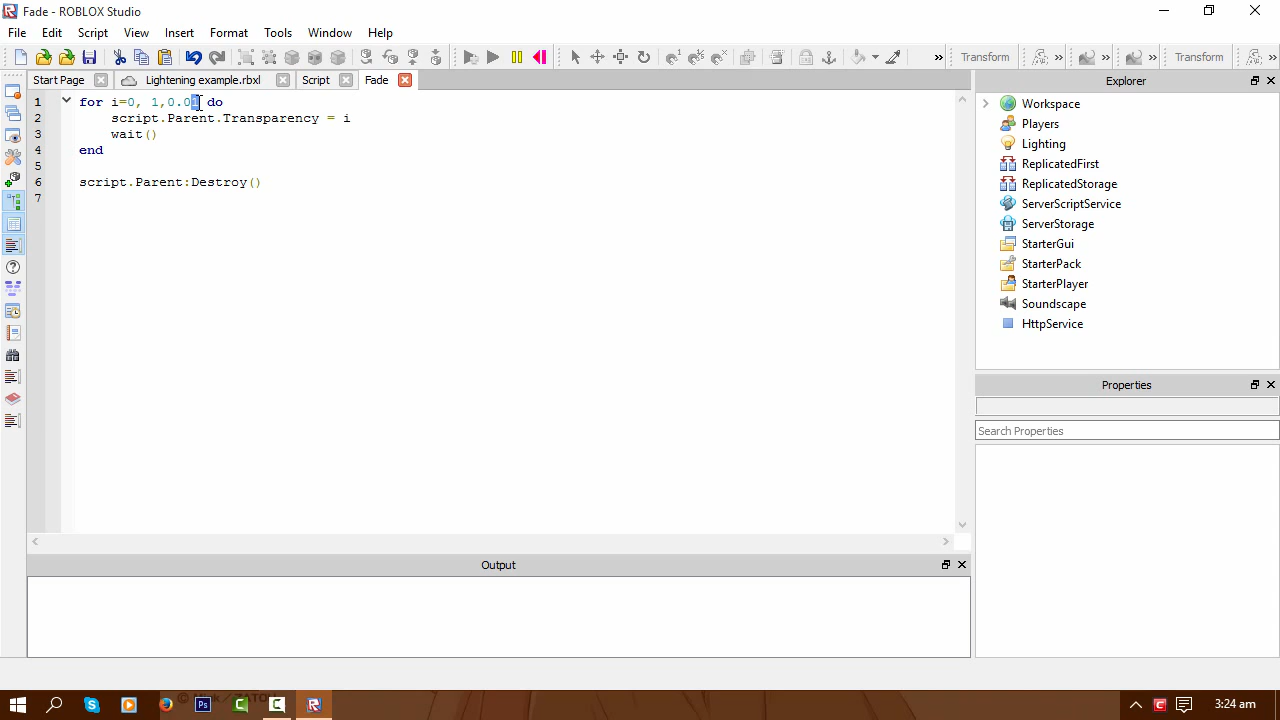 Fade - ROBLOX Studio
File Edit Script View Insert Format Tools Window Help
» Transform » » Transform »
Start Page Lightening example.rbxl Script Fade
Explorer
1 for i=0, 1,0.01 do
2 script.Parent.Transparency = i
3 wait()
4 end
5
6 script.Parent:Destroy()
7
Workspace
Players
Lighting
ReplicatedFirst
ReplicatedStorage
ServerScriptService
ServerStorage
StarterGui
StarterPack
StarterPlayer
Soundscape
HttpService
Properties
Search Properties
Output
3:24 am